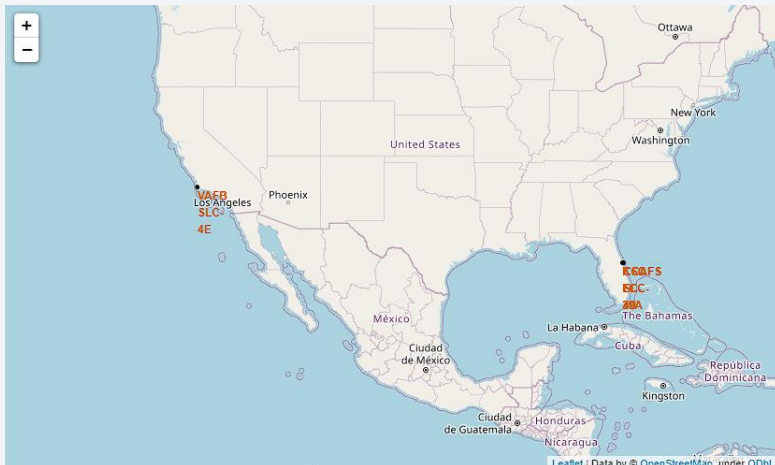 +
−
Ottawa
New York
United States
Washington
VAFB
SLC-
4E
Los Angeles
Phoenix
The Bahamas
México
La Habana
Cuba
Ciudad
de México
República
Dominicana
Kingston
Ciudad
de Guatemala
Honduras
Nicaragua
Leaflet | Data by © OpenStreetMap, under ODbL